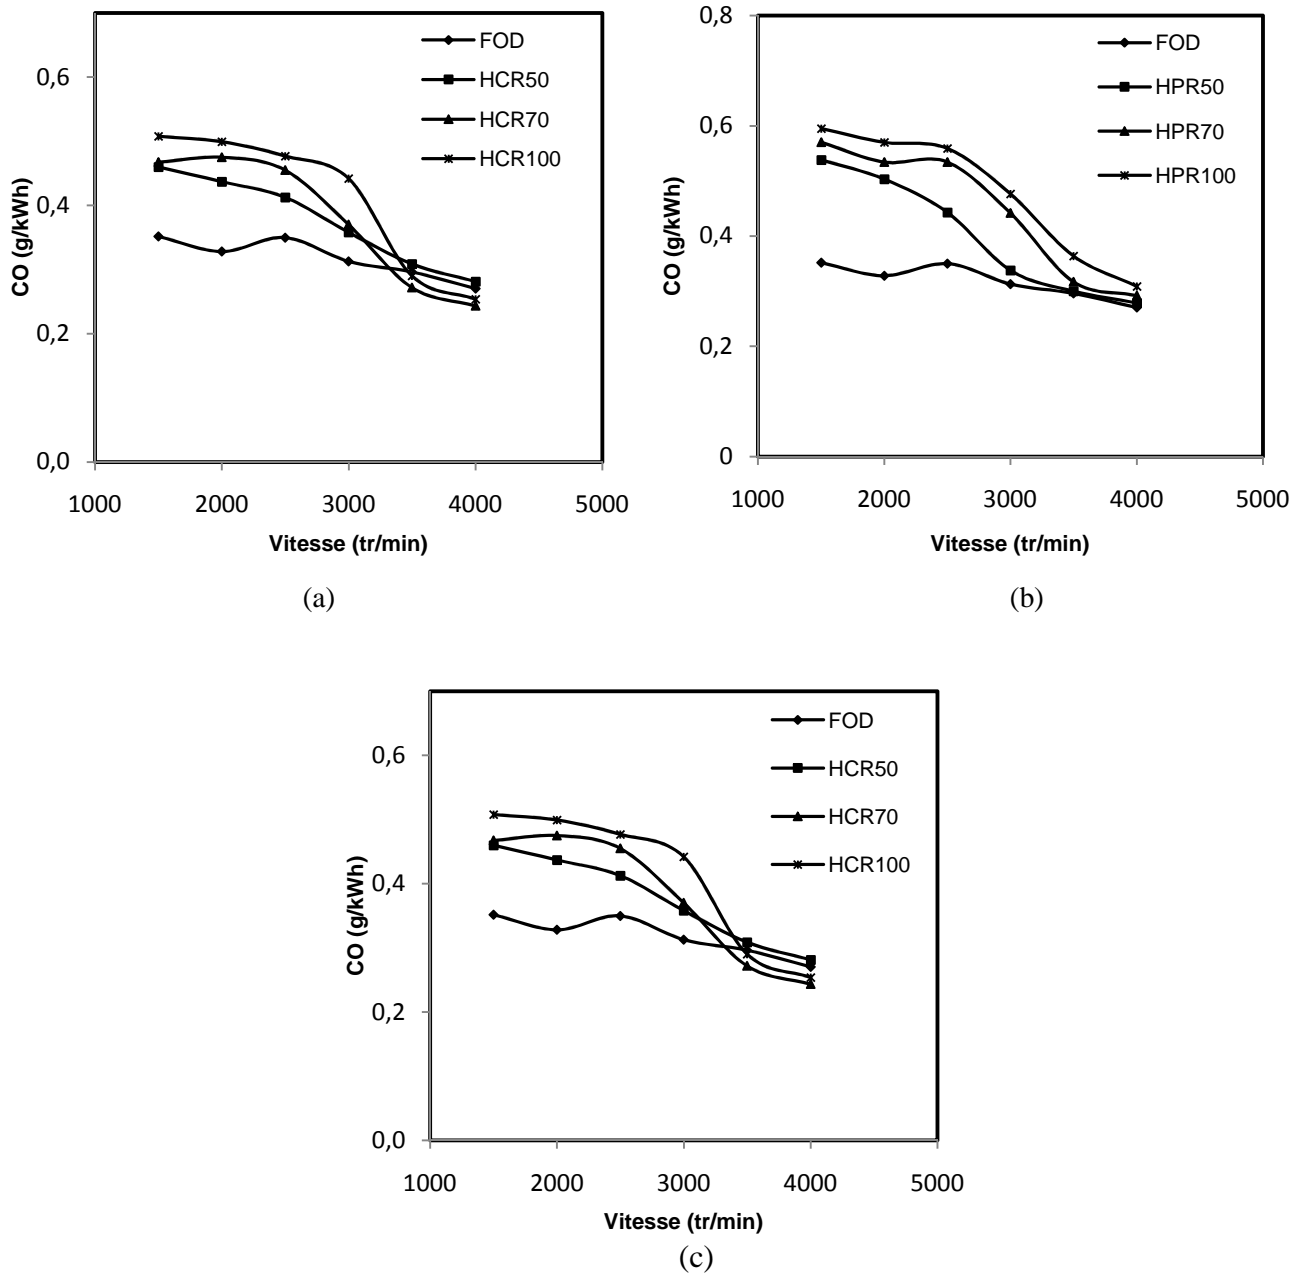 0,6
0,4
0,2
0,0
CO (g/kWh)
1000 2000 3000 4000 5000
Vitesse (tr/min)
FOD
HCR50
HCR70
HCR100
(a)
0,8
0,6
0,4
0,2
0
CO (g/kWh)
1000 2000 3000 4000 5000
Vitesse (tr/min)
FOD
HPR50
HPR70
HPR100
(b)
0,6
0,4
0,2
0,0
CO (g/kWh)
1000 2000 3000 4000 5000
Vitesse (tr/min)
FOD
HCR50
HCR70
HCR100
(c)